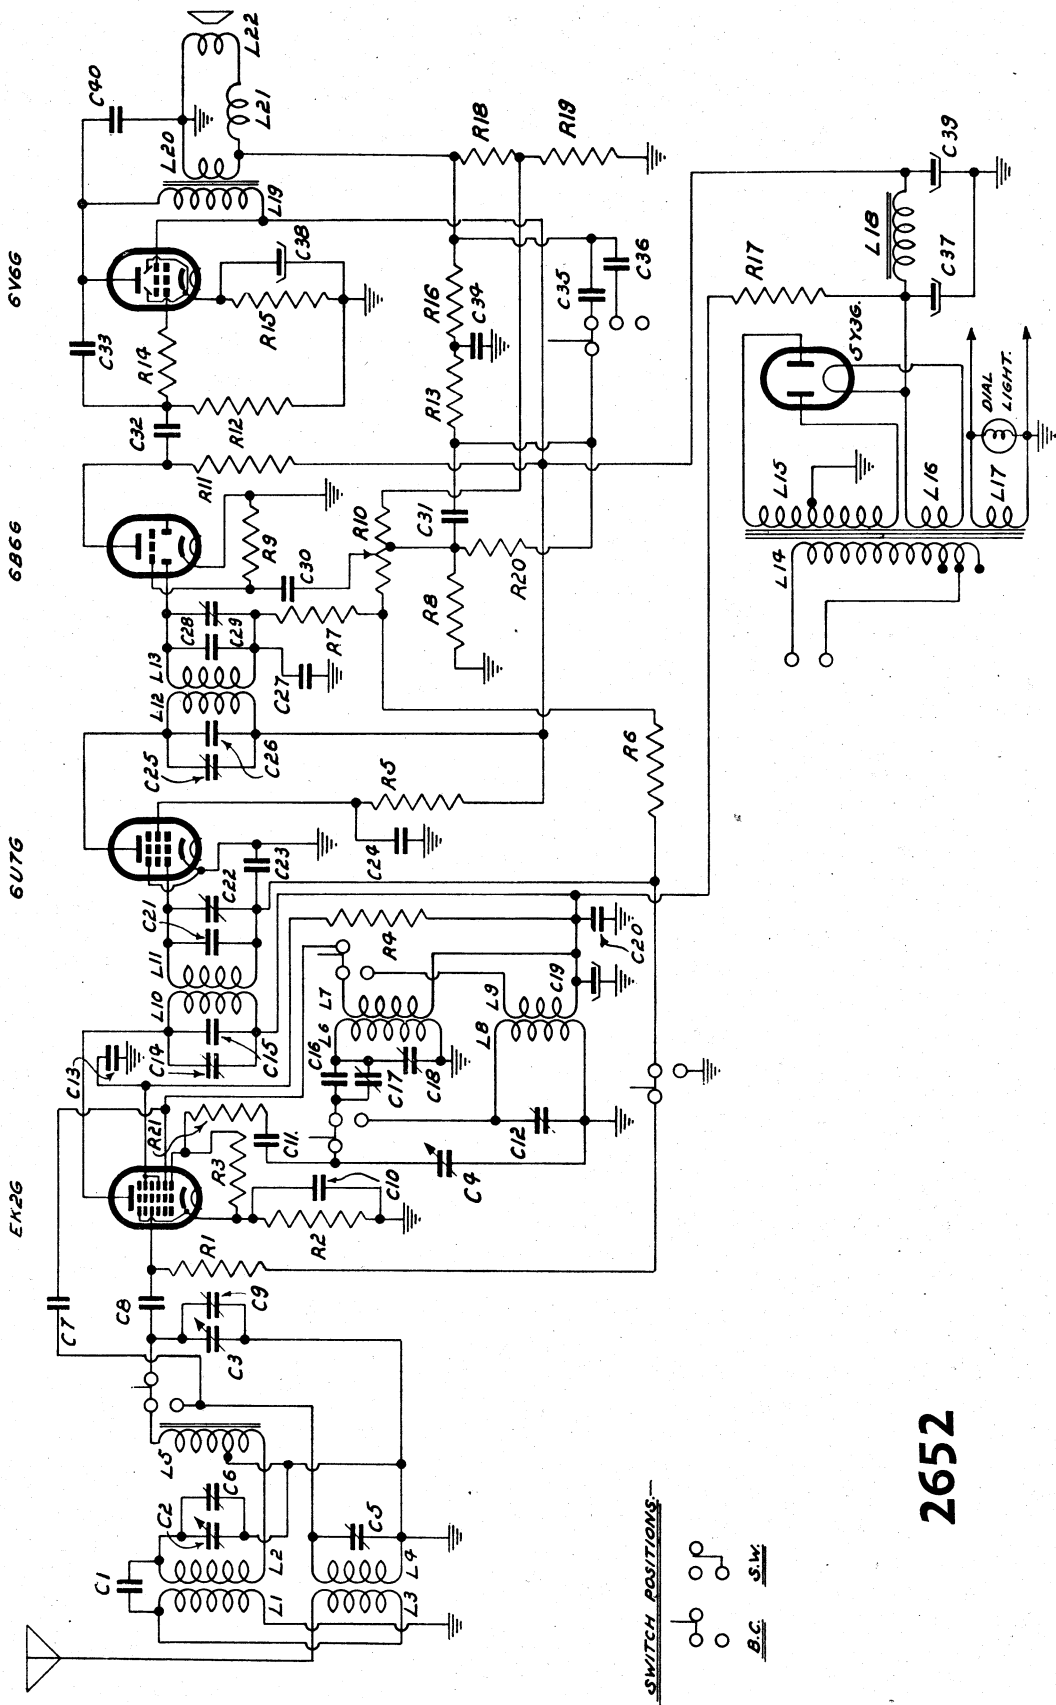 EK2G
6U7G
6B6G
6V6G
C7
C13
C33
C40
C1
C8
R21
C14
C15
L10
L11
C21
C22
C23
C25
C26
L12
L13
C28
C29
C32
R14
L20
L22
L21
L19
C2
C6
L5
C3
C9
R1
R3
C11.
R2
C10
C24
R5
C27
R7
R9
C30
R11
R12
R15
C38
L1
L2
L3
L4
C5
C4
C16
C17
C18
L6
L7
R4
C12
L8
L9
C19
C20
R6
R8
R10
C31
R20
R13
R16
C34
C35
C36
R18
R19
L14
L15
L16
L17
5Y3G.
R17
L18
C37
C39
DIAL
LIGHT.
SWITCH POSITIONS:—
B.C.
S.W.
2652